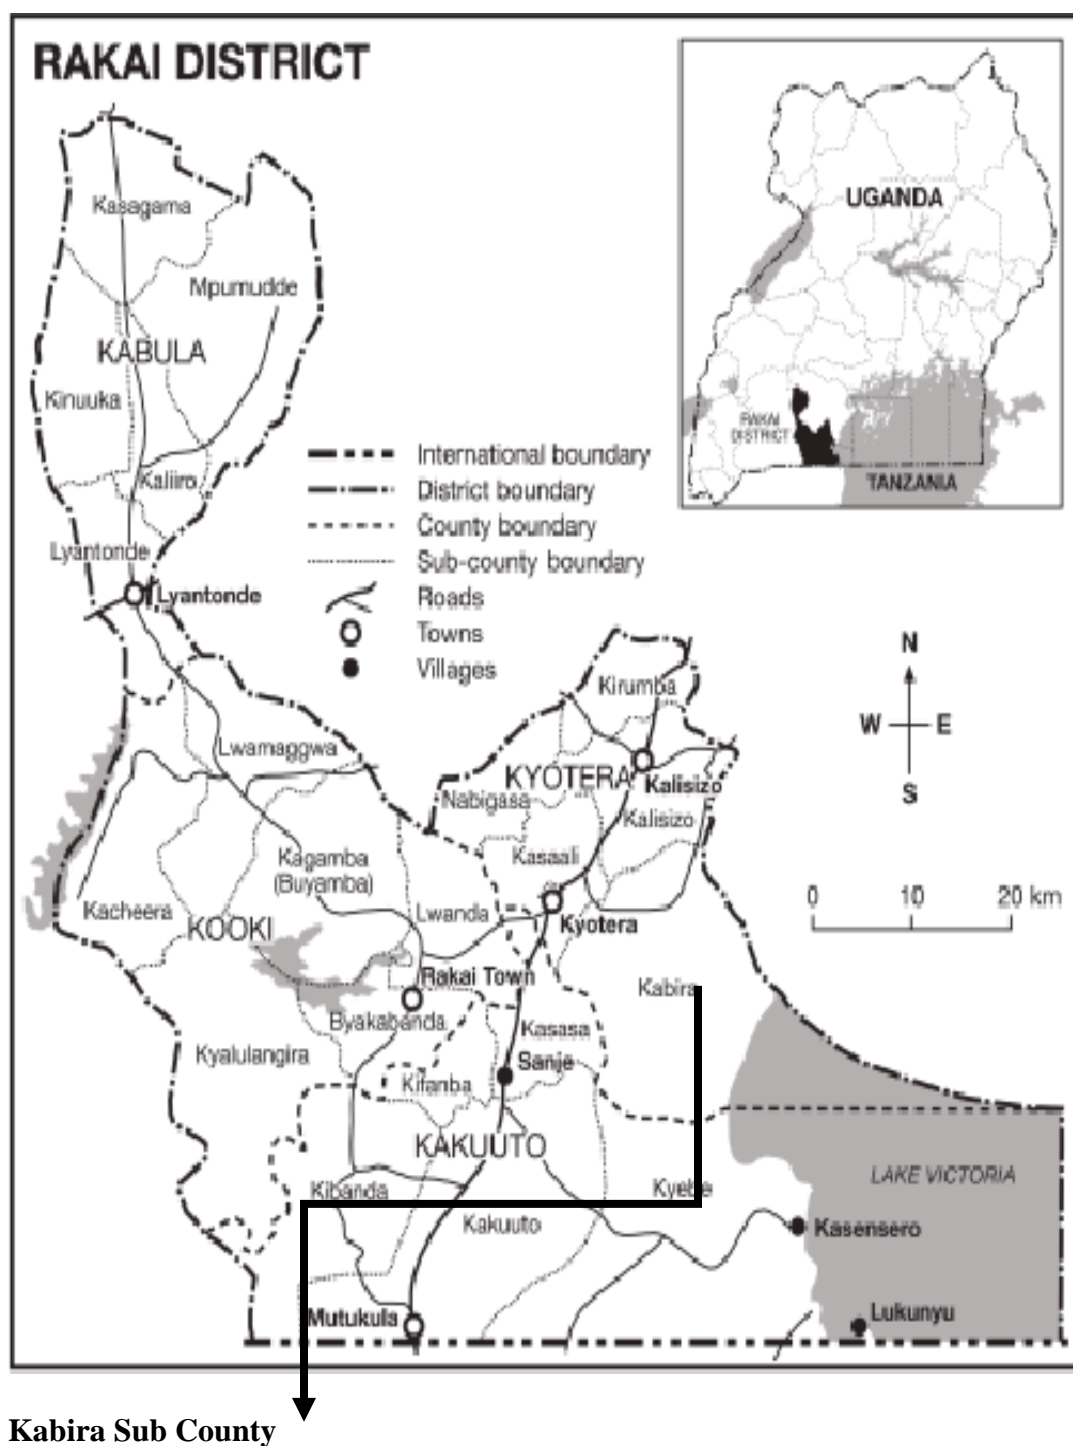 RAKAI DISTRICT
UGANDA
RAKAI
DISTRICT
TANZANIA
Kasagama
Mpumudde
KABULA
Kinuuka
Kaliiro
Lyantonde
Lyantonde
International boundary
District boundary
County boundary
Sub-county boundary
Roads
Towns
Villages
N
W E
S
0 10 20 km
Kirumba
Lwamaggwa
KYOTERA
Kalisizo
Nabigasa
Kalisizo
Kasaali
Kagamba
(Buyamba)
Kacheera
KOOKI
Lwanda
Kyotera
Rakai Town
Kabira
Byakabanda
Kasasa
Kyalulangira
Sanje
Kifanba
KAKUUTO
LAKE VICTORIA
Kibanda
Kyebe
Kakuuto
Kasensero
Mutukula
Lukunyu
Kabira Sub County